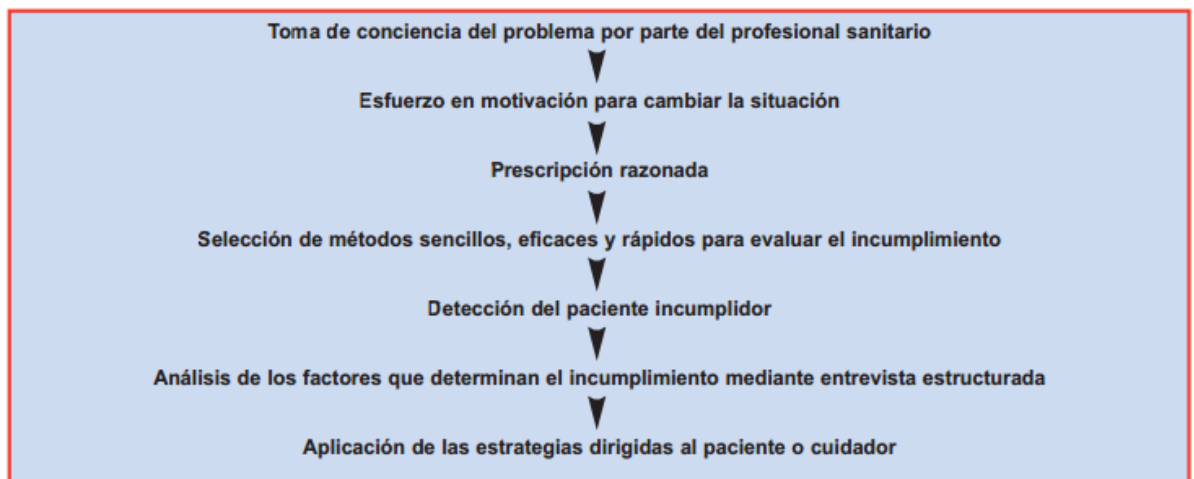 Toma de conciencia del problema por parte del profesional sanitario
Esfuerzo en motivación para cambiar la situación
Prescripción razonada
Selección de métodos sencillos, eficaces y rápidos para evaluar el incumplimiento
Detección del paciente incumplidor
Análisis de los factores que determinan el incumplimiento mediante entrevista estructurada
Aplicación de las estrategias dirigidas al paciente o cuidador